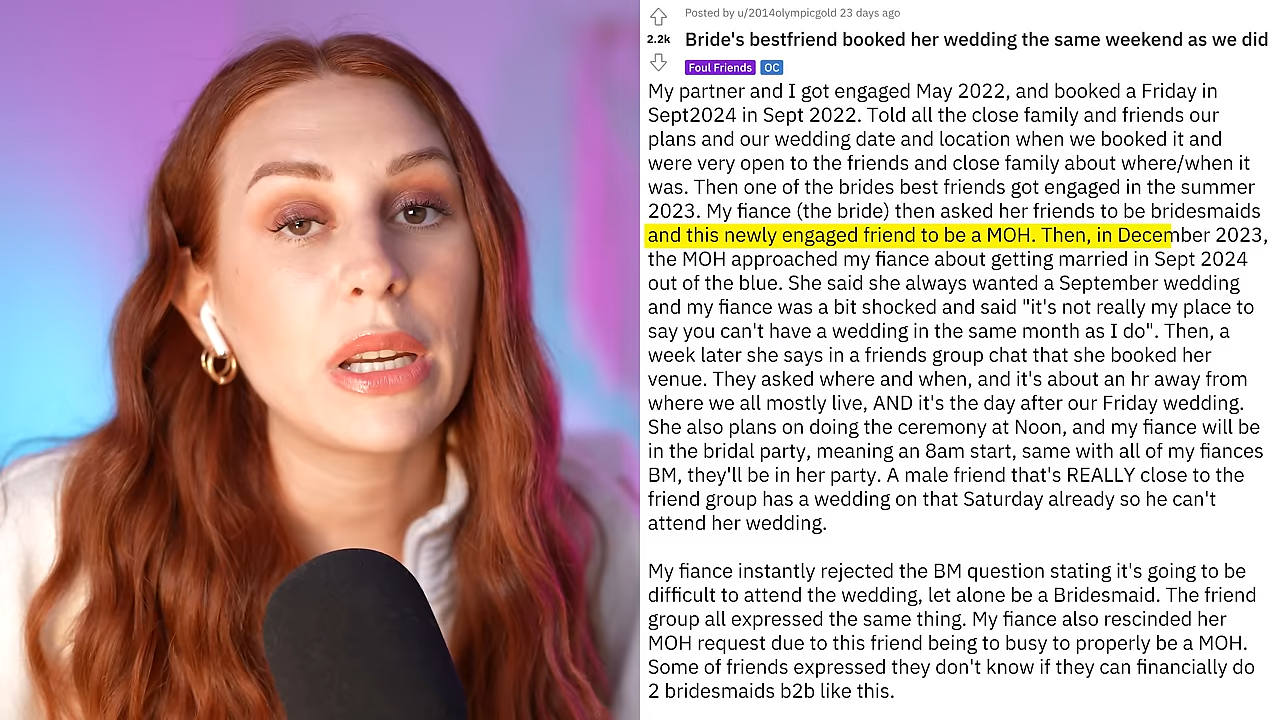 Posted by u/2014olympicgold 23 days ago
2.2k
Bride's bestfriend booked her wedding the same weekend as we did
Foul Friends OC
My partner and I got engaged May 2022, and booked a Friday in
Sept2024 in Sept 2022. Told all the close family and friends our
plans and our wedding date and location when we booked it and
were very open to the friends and close family about where/when it
was. Then one of the brides best friends got engaged in the summer
2023. My fiance (the bride) then asked her friends to be bridesmaids
and this newly engaged friend to be a MOH. Then, in December 2023,
the MOH approached my fiance about getting married in Sept 2024
out of the blue. She said she always wanted a September wedding
and my fiance was a bit shocked and said "it's not really my place to
say you can't have a wedding in the same month as I do". Then, a
week later she says in a friends group chat that she booked her
venue. They asked where and when, and it's about an hr away from
where we all mostly live, AND it's the day after our Friday wedding.
She also plans on doing the ceremony at Noon, and my fiance will be
in the bridal party, meaning an 8am start, same with all of my fiances
BM, they'll be in her party. A male friend that's REALLY close to the
friend group has a wedding on that Saturday already so he can't
attend her wedding.
My fiance instantly rejected the BM question stating it's going to be
difficult to attend the wedding, let alone be a Bridesmaid. The friend
group all expressed the same thing. My fiance also rescinded her
MOH request due to this friend being to busy to properly be a MOH.
Some of friends expressed they don't know if they can financially do
2 bridesmaids b2b like this.